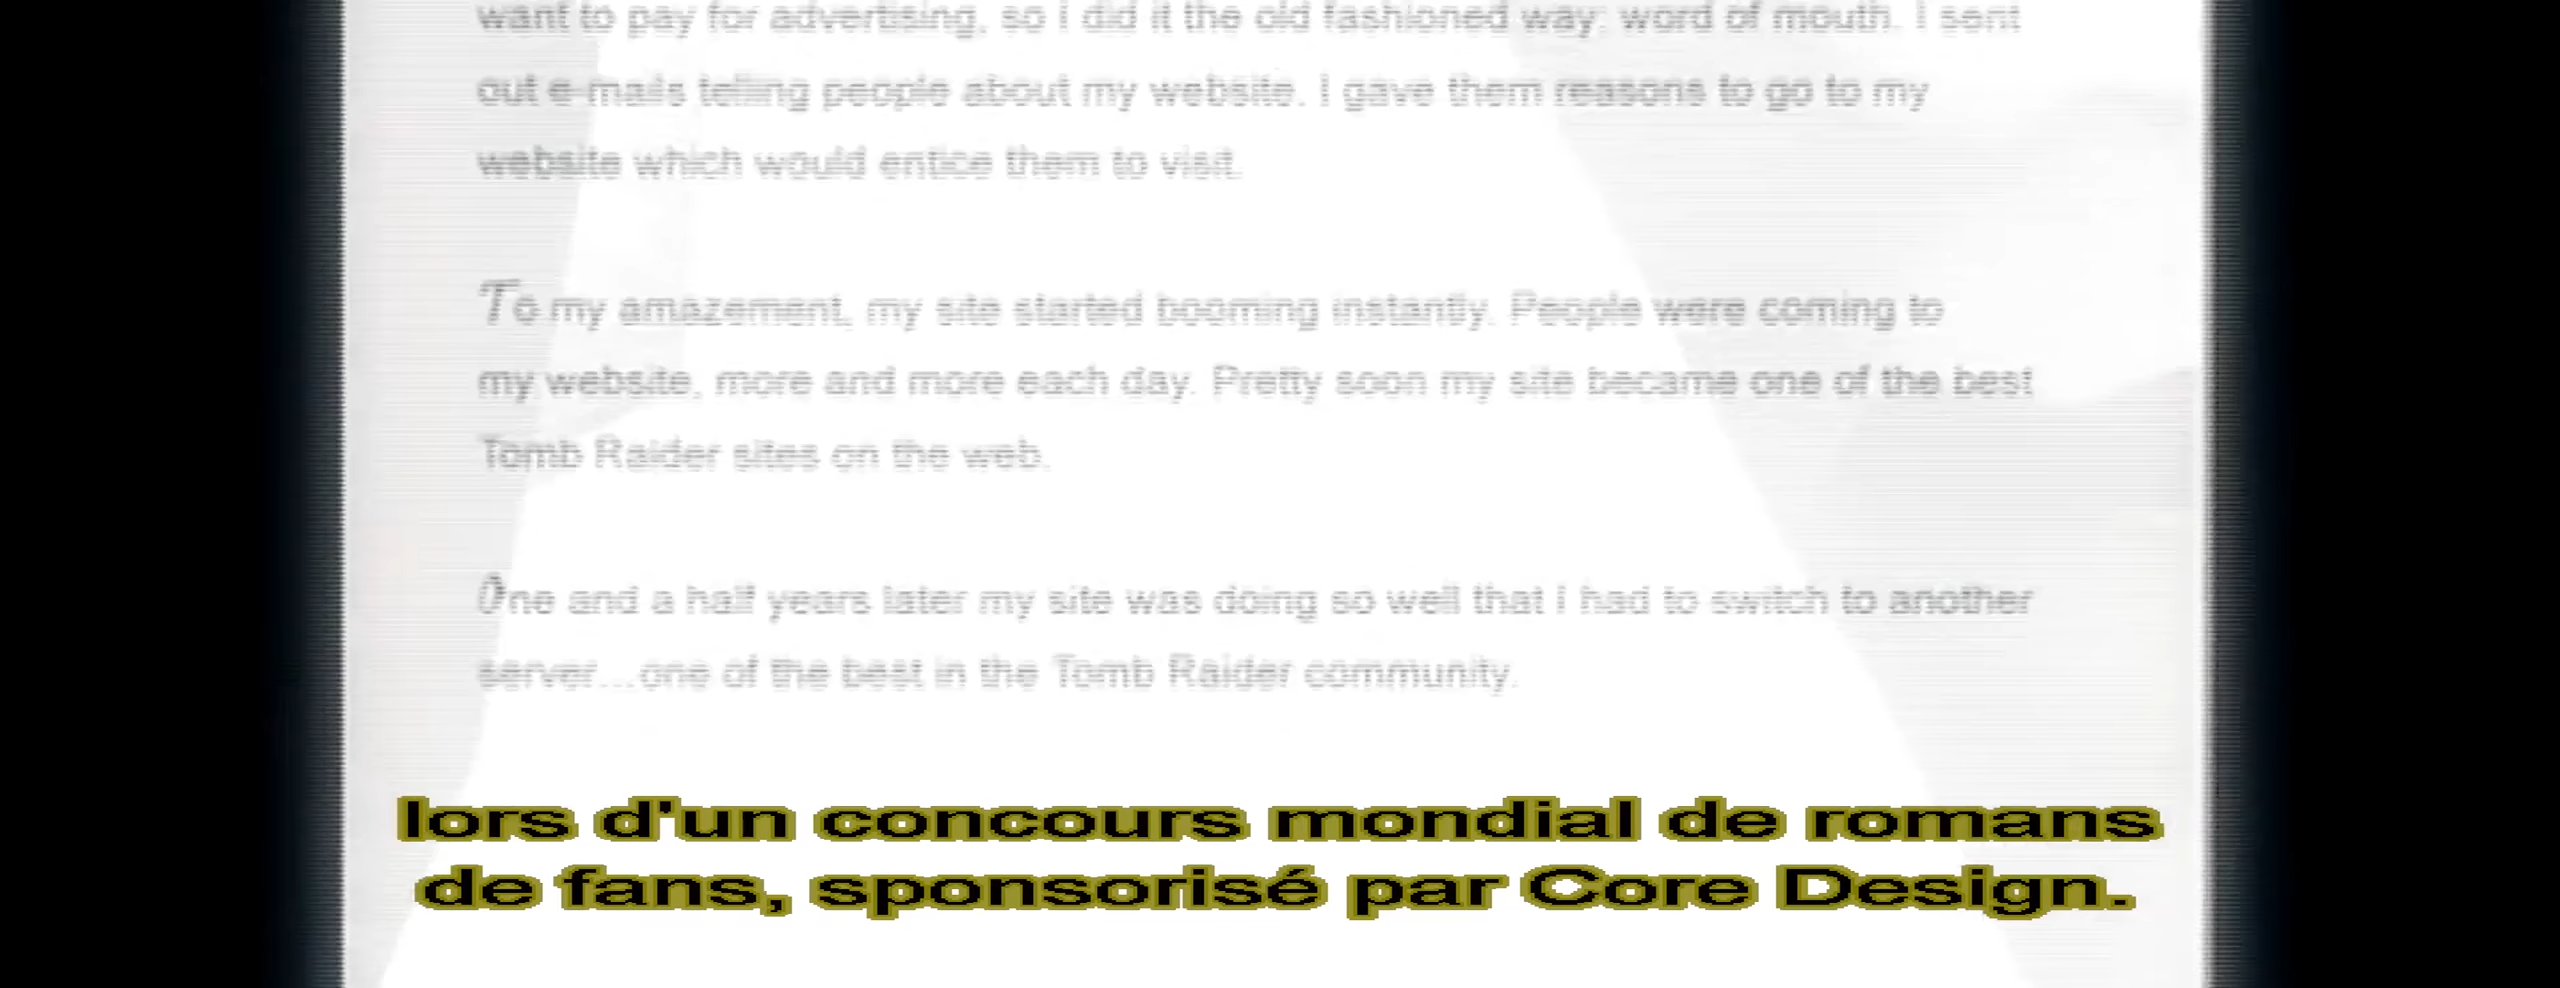 want to pay for advertising, so I did it the old fashioned way: word of mouth. I sent
out e-mails telling people about my website. I gave them reasons to go to my
website which would entice them to visit.
To my amazement, my site started booming instantly. People were coming to
my website, more and more each day. Pretty soon my site became one of the best
Tomb Raider sites on the web.
One and a half years later my site was doing so well that I had to switch to another
server...one of the best in the Tomb Raider community.
lors d'un concours mondial de romans
de fans, sponsorisé par Core Design.